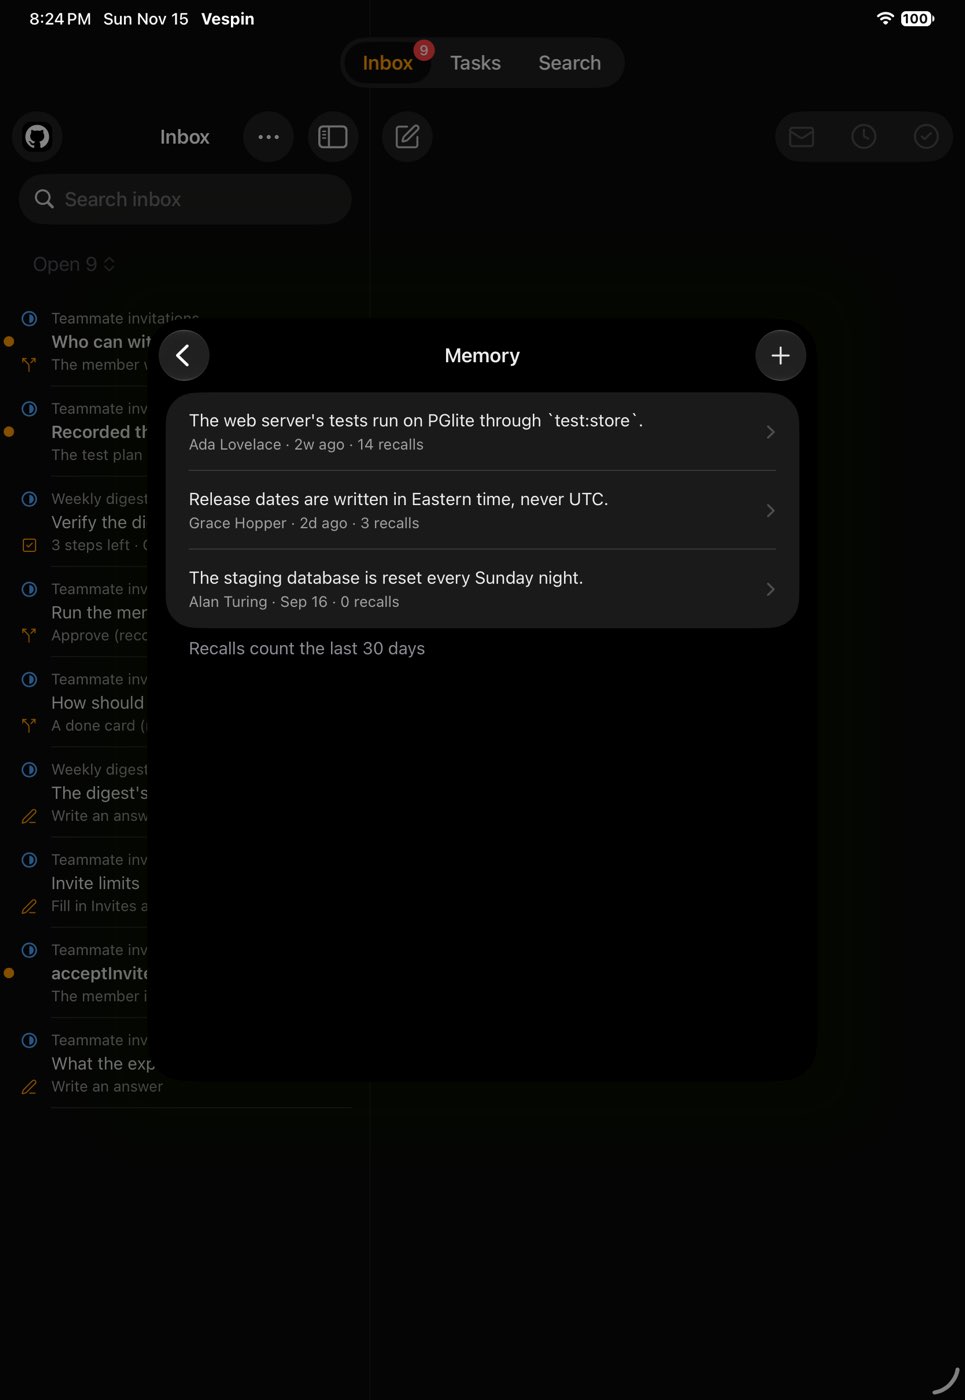 8:24 PM Sun Nov 15 Vespin
100
Inbox 9 Tasks Search
Inbox
Search inbox
Open 9
Teammate invitations
Who can wit
The member
Teammate inv
Recorded th
The test plan
Weekly digest
Verify the di
3 steps left ·
Teammate inv
Run the mer
Approve (reco
Teammate inv
How should
A done card (
Weekly digest
The digest's
Write an answ
Teammate inv
Invite limits
Fill in Invites a
Teammate inv
acceptInvite
The member i
Teammate inv
What the exp
Write an answer
Memory
The web server's tests run on PGlite through `test:store`.
Ada Lovelace · 2w ago · 14 recalls
Release dates are written in Eastern time, never UTC.
Grace Hopper · 2d ago · 3 recalls
The staging database is reset every Sunday night.
Alan Turing · Sep 16 · 0 recalls
Recalls count the last 30 days